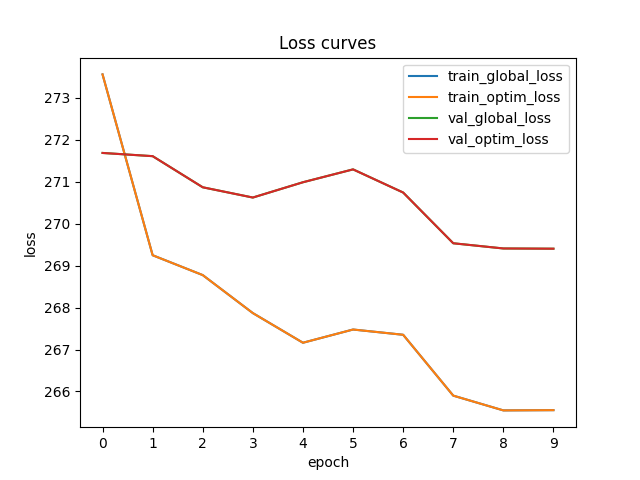 Loss curves
train_global_loss
train_optim_loss
val_global_loss
val_optim_loss
273
272
271
270
269
268
267
266
loss
0 1 2 3 4 5 6 7 8 9
epoch